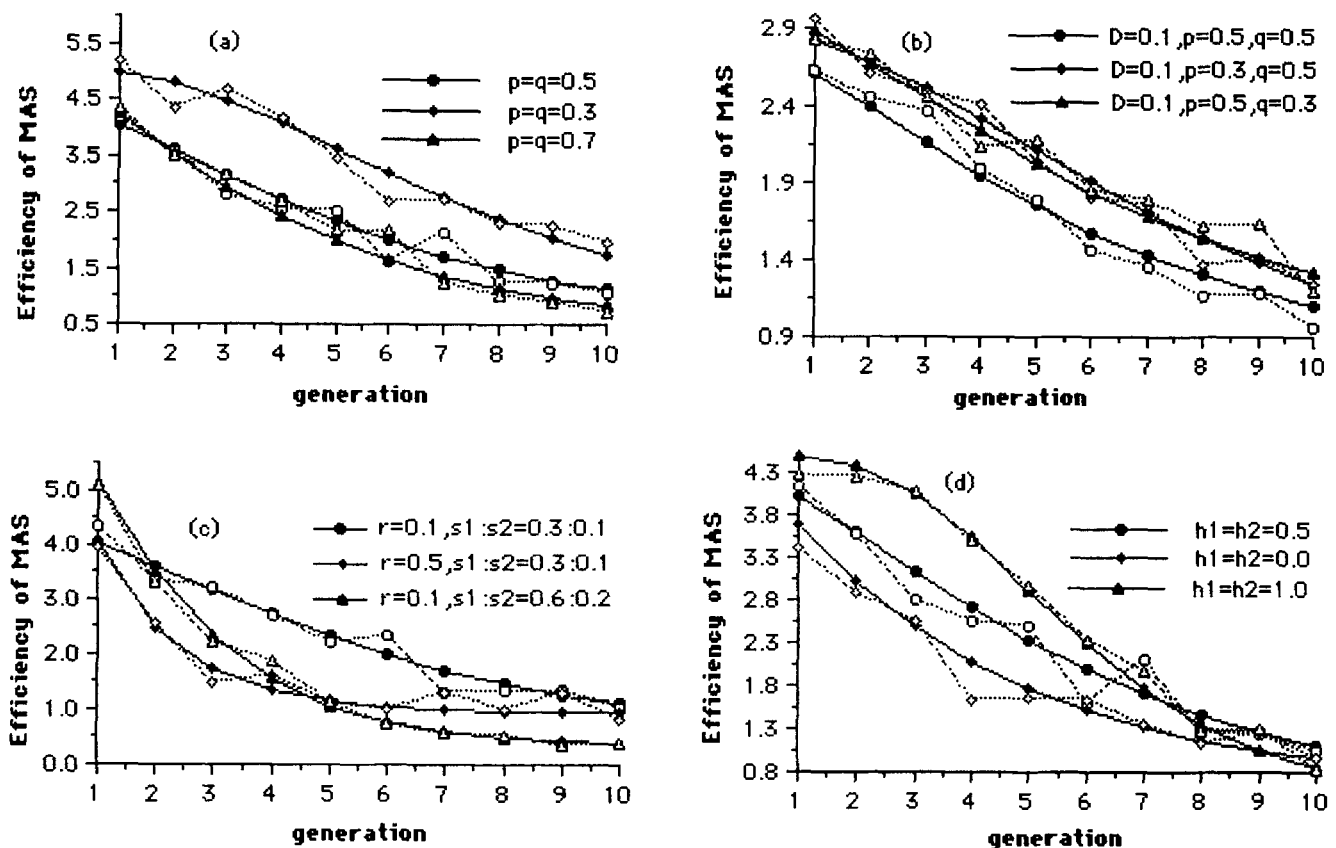 (a)
Efficiency of MAS
5.5
4.5
3.5
2.5
1.5
0.5
p=q=0.5
p=q=0.3
p=q=0.7
1 2 3 4 5 6 7 8 9 10
generation
(b)
Efficiency of MAS
2.9
2.4
1.9
1.4
0.9
D=0.1,p=0.5,q=0.5
D=0.1,p=0.3,q=0.5
D=0.1,p=0.5,q=0.3
1 2 3 4 5 6 7 8 9 10
generation
(c)
Efficiency of MAS
5.0
4.0
3.0
2.0
1.0
0.0
r=0.1,s1:s2=0.3:0.1
r=0.5,s1:s2=0.3:0.1
r=0.1,s1:s2=0.6:0.2
1 2 3 4 5 6 7 8 9 10
generation
(d)
Efficiency of MAS
4.3
3.8
3.3
2.8
2.3
1.8
1.3
0.8
h1=h2=0.5
h1=h2=0.0
h1=h2=1.0
1 2 3 4 5 6 7 8 9 10
generation